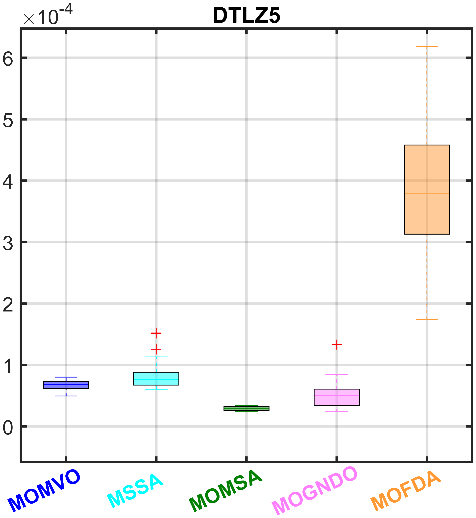 ×10⁻⁴
DTLZ5
6
5
4
3
2
1
0
MOMVO
MSSA
MOMSA
MOGNDO
MOFDA